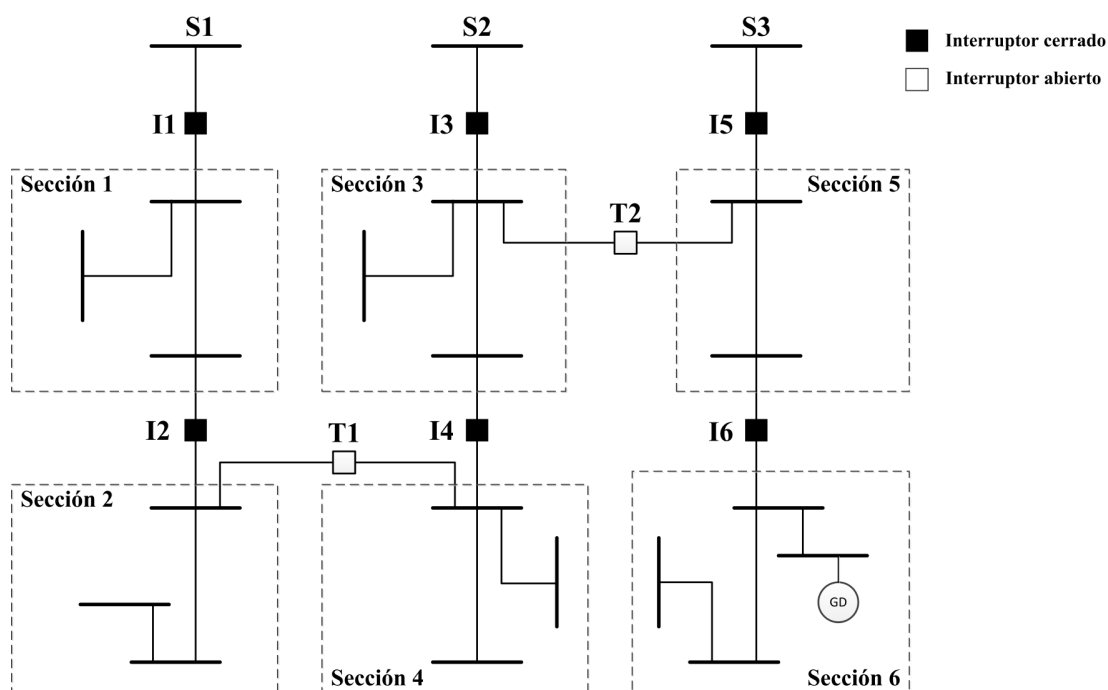 S1
S2
S3
Interruptor cerrado
Interruptor abierto
I1
I3
I5
Sección 1
Sección 3
Sección 5
T2
I2
T1
I4
I6
Sección 2
GD
Sección 4
Sección 6